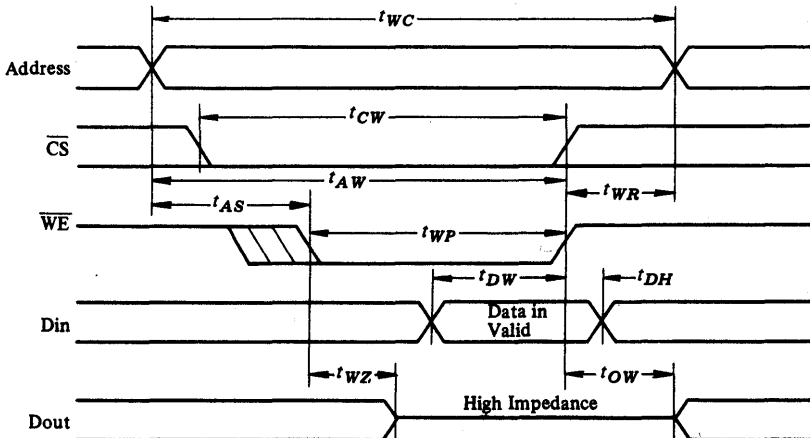 tWC
Address
tCW
CS
tAW
tWR
tAS
WE
tWP
tDW
tDH
Data in
Valid
Din
tWZ
tOW
High Impedance
Dout